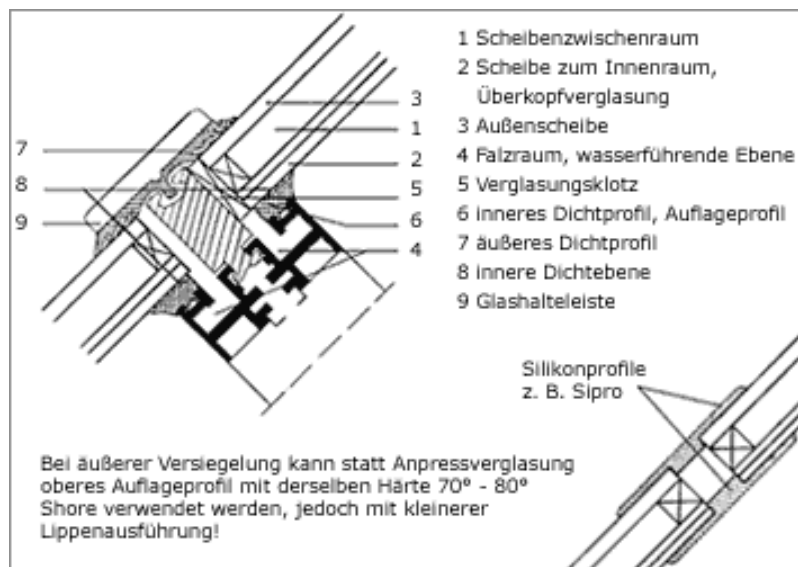 1 Scheibenzwischenraum
2 Scheibe zum Innenraum,
Überkopfverglasung
3 Außenscheibe
4 Falzraum, wasserführende Ebene
5 Verglasungsklotz
6 inneres Dichtprofil, Auflageprofil
7 äußeres Dichtprofil
8 innere Dichtebene
9 Glashalteleiste
3
1
2
5
6
4
7
8
9
Silikonprofile
z. B. Sipro
Bei äußerer Versiegelung kann statt Anpressverglasung
oberes Auflageprofil mit derselben Härte 70° - 80°
Shore verwendet werden, jedoch mit kleinerer
Lippenausführung!